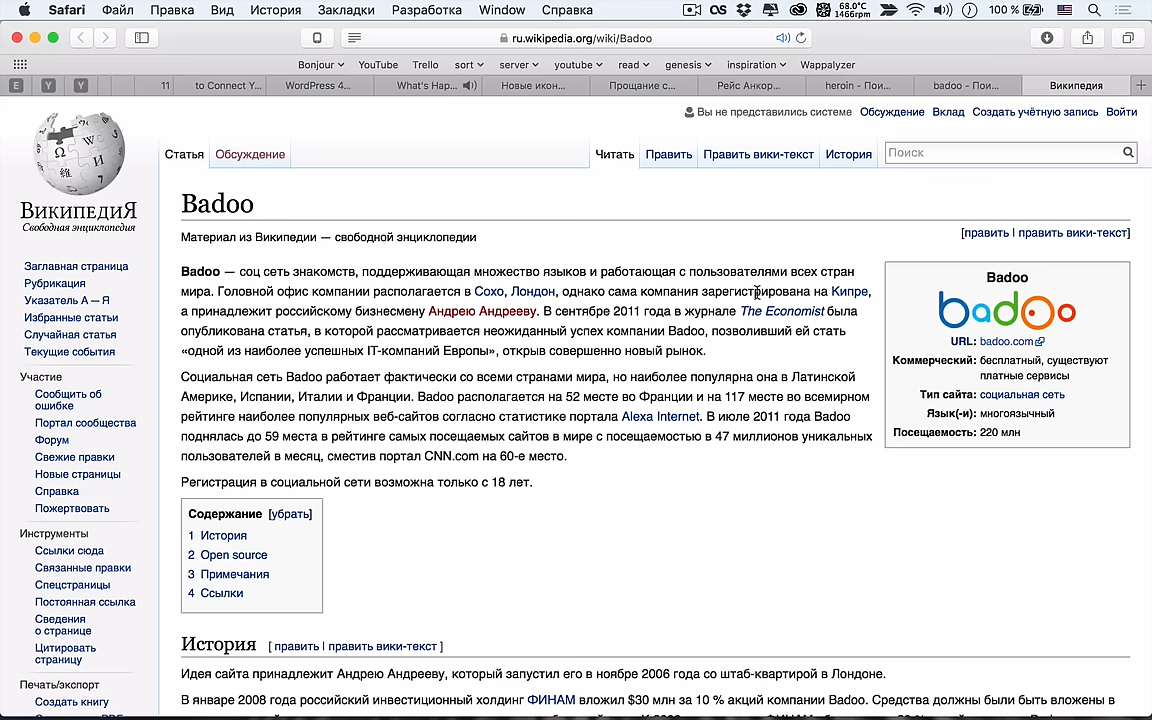 Safari Файл Правка Вид История Закладки Разработка Window Справка 68.0°C 1466rpm 100 %
ru.wikipedia.org/wiki/Badoo
Bonjour YouTube Trello sort server youtube read genesis inspiration Wappalyzer
E Y Y 11 to Connect Y... WordPress 4... What's Hap... Новые икон... Прощание с... Рейс Анкор... heroin - Пои... badoo - Пои... Википедия
Вы не представились системе Обсуждение Вклад Создать учётную запись Войти
Статья Обсуждение Читать Править Править вики-текст История Поиск
ВикипедиЯ
Свободная энциклопедия
Заглавная страница
Рубрикация
Указатель А — Я
Избранные статьи
Случайная статья
Текущие события
Участие
Сообщить об
ошибке
Портал сообщества
Форум
Свежие правки
Новые страницы
Справка
Пожертвовать
Инструменты
Ссылки сюда
Связанные правки
Спецстраницы
Постоянная ссылка
Сведения
о странице
Цитировать
страницу
Печать/экспорт
Создать книгу
Badoo
Материал из Википедии — свободной энциклопедии
[править | править вики-текст]
Badoo — соц сеть знакомств, поддерживающая множество языков и работающая с пользователями всех стран
мира. Головной офис компании располагается в Сохо, Лондон, однако сама компания зарегистрирована на Кипре,
а принадлежит российскому бизнесмену Андрею Андрееву. В сентябре 2011 года в журнале The Economist была
опубликована статья, в которой рассматривается неожиданный успех компании Badoo, позволивший ей стать
«одной из наиболее успешных IT-компаний Европы», открыв совершенно новый рынок.
Социальная сеть Badoo работает фактически со всеми странами мира, но наиболее популярна она в Латинской
Америке, Испании, Италии и Франции. Badoo располагается на 52 месте во Франции и на 117 месте во всемирном
рейтинге наиболее популярных веб-сайтов согласно статистике портала Alexa Internet. В июле 2011 года Badoo
поднялась до 59 места в рейтинге самых посещаемых сайтов в мире с посещаемостью в 47 миллионов уникальных
пользователей в месяц, сместив портал CNN.com на 60-е место.
Регистрация в социальной сети возможна только с 18 лет.
Badoo
badoo
URL: badoo.com
Коммерческий: бесплатный, существуют
платные сервисы
Тип сайта: социальная сеть
Язык(-и): многоязычный
Посещаемость: 220 млн
Содержание [убрать]
1 История
2 Open source
3 Примечания
4 Ссылки
История [ править | править вики-текст ]
Идея сайта принадлежит Андрею Андрееву, который запустил его в ноябре 2006 года со штаб-квартирой в Лондоне.
В январе 2008 года российский инвестиционный холдинг ФИНАМ вложил $30 млн за 10 % акций компании Badoo. Средства должны были быть вложены в